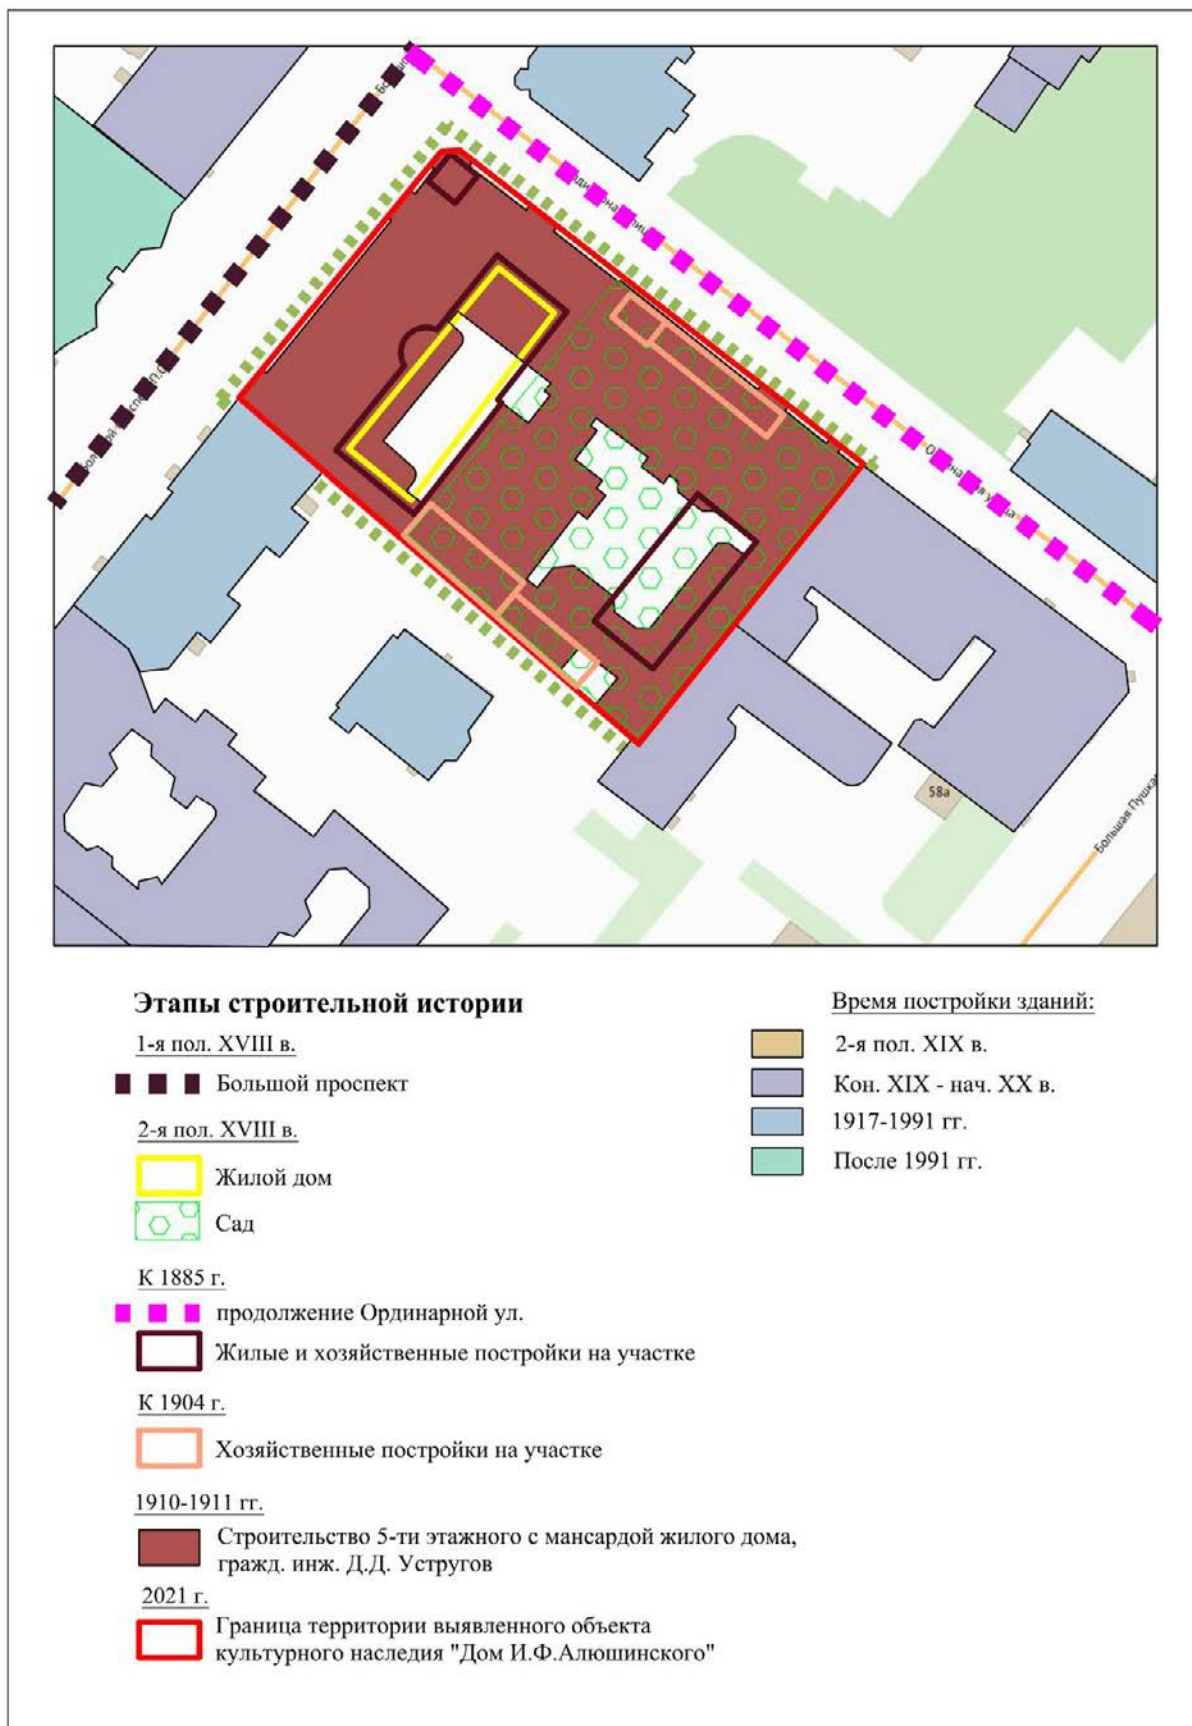 58а
Этапы строительной истории
1-я пол. XVIII в.
Большой проспект
2-я пол. XVIII в.
Жилой дом
Сад
К 1885 г.
продолжение Ординарной ул.
Жилые и хозяйственные постройки на участке
К 1904 г.
Хозяйственные постройки на участке
1910-1911 гг.
Строительство 5-ти этажного с мансардой жилого дома,
гражд. инж. Д.Д. Устругов
2021 г.
Граница территории выявленного объекта
культурного наследия "Дом И.Ф.Алюшинского"
Время постройки зданий:
2-я пол. XIX в.
Кон. XIX - нач. XX в.
1917-1991 гг.
После 1991 гг.